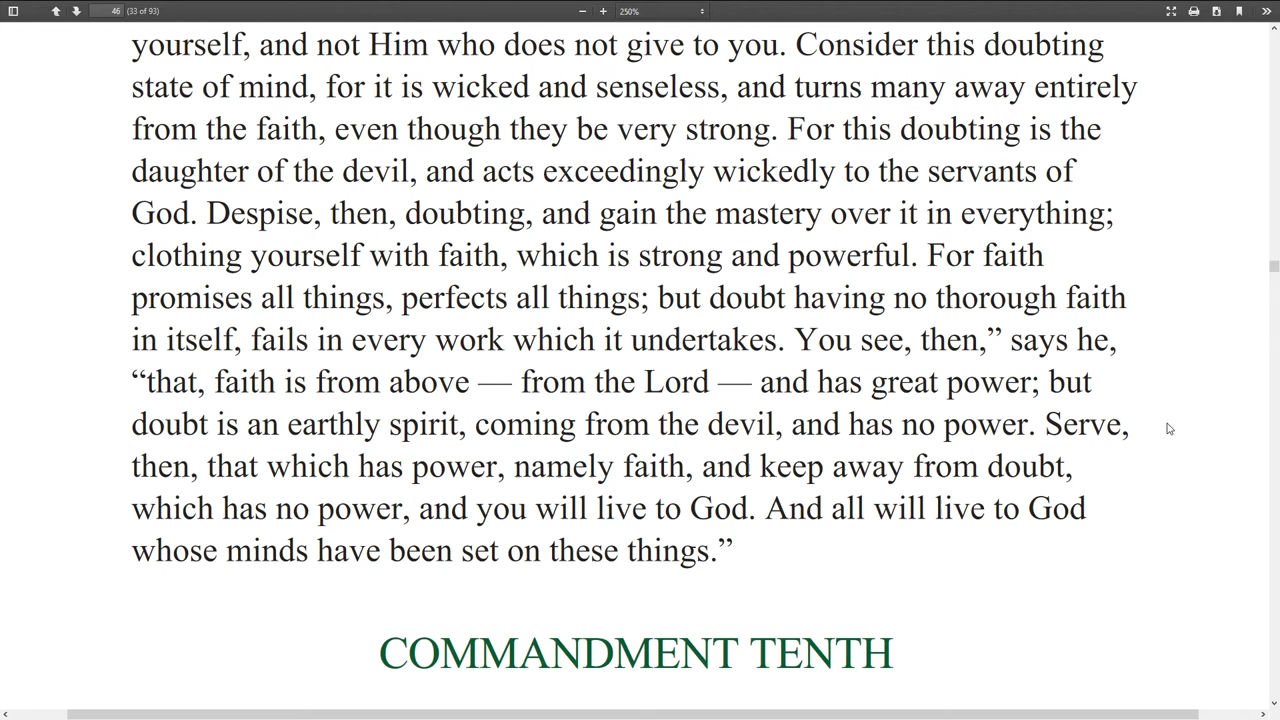 46 (33 of 93) 250%
yourself, and not Him who does not give to you. Consider this doubting
state of mind, for it is wicked and senseless, and turns many away entirely
from the faith, even though they be very strong. For this doubting is the
daughter of the devil, and acts exceedingly wickedly to the servants of
God. Despise, then, doubting, and gain the mastery over it in everything;
clothing yourself with faith, which is strong and powerful. For faith
promises all things, perfects all things; but doubt having no thorough faith
in itself, fails in every work which it undertakes. You see, then,” says he,
“that, faith is from above — from the Lord — and has great power; but
doubt is an earthly spirit, coming from the devil, and has no power. Serve,
then, that which has power, namely faith, and keep away from doubt,
which has no power, and you will live to God. And all will live to God
whose minds have been set on these things.”
COMMANDMENT TENTH